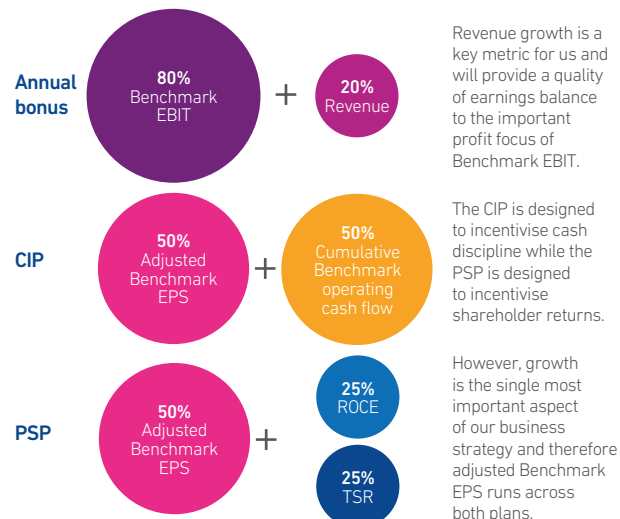 Annual
bonus
80%
Benchmark
EBIT
+
20%
Revenue
Revenue growth is a
key metric for us and
will provide a quality
of earnings balance
to the important
profit focus of
Benchmark EBIT.
CIP
50%
Adjusted
Benchmark
EPS
+
50%
Cumulative
Benchmark
operating
cash flow
The CIP is designed
to incentivise cash
discipline while the
PSP is designed
to incentivise
shareholder returns.
PSP
50%
Adjusted
Benchmark
EPS
+
25%
ROCE
25%
TSR
However, growth
is the single most
important aspect
of our business
strategy and therefore
adjusted Benchmark
EPS runs across
both plans.